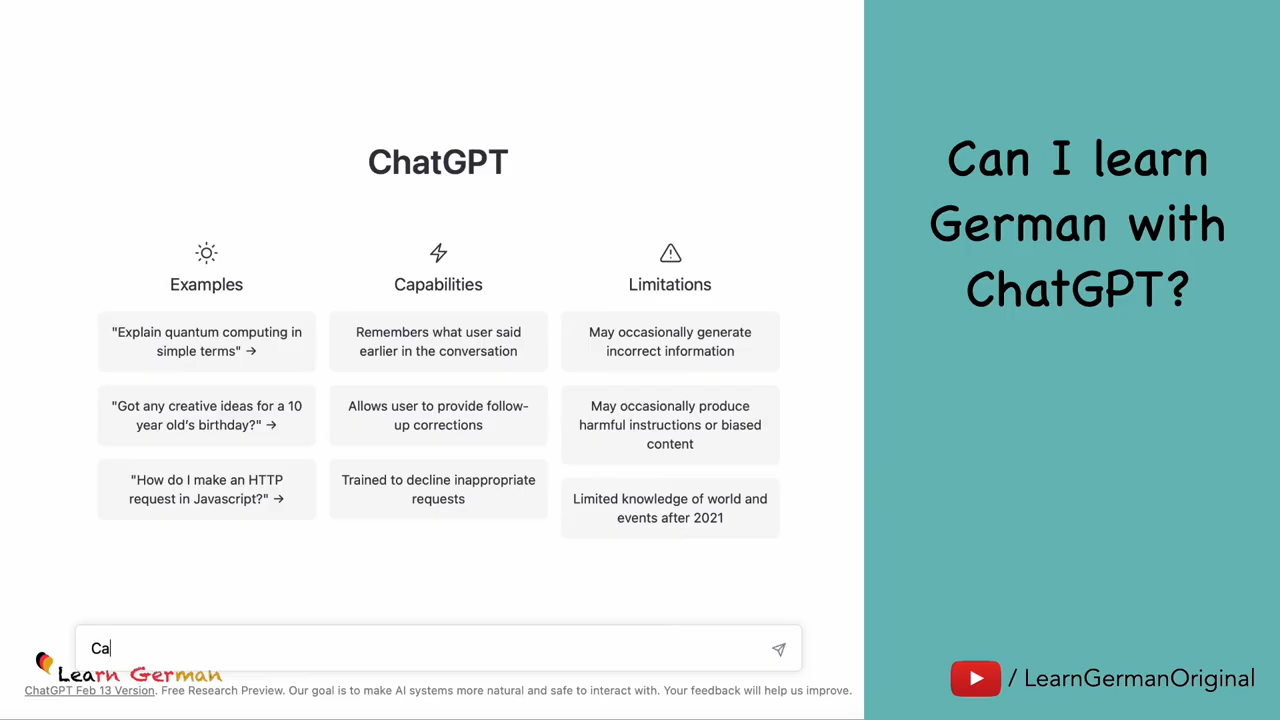 ChatGPT
Examples
"Explain quantum computing in
simple terms" →
"Got any creative ideas for a 10
year old's birthday?" →
"How do I make an HTTP
request in Javascript?" →
Capabilities
Remembers what user said
earlier in the conversation
Allows user to provide follow-
up corrections
Trained to decline inappropriate
requests
Limitations
May occasionally generate
incorrect information
May occasionally produce
harmful instructions or biased
content
Limited knowledge of world and
events after 2021
Ca
Learn German
ChatGPT Feb 13 Version. Free Research Preview. Our goal is to make AI systems more natural and safe to interact with. Your feedback will help us improve.
Can I learn
German with
ChatGPT?
/ LearnGermanOriginal